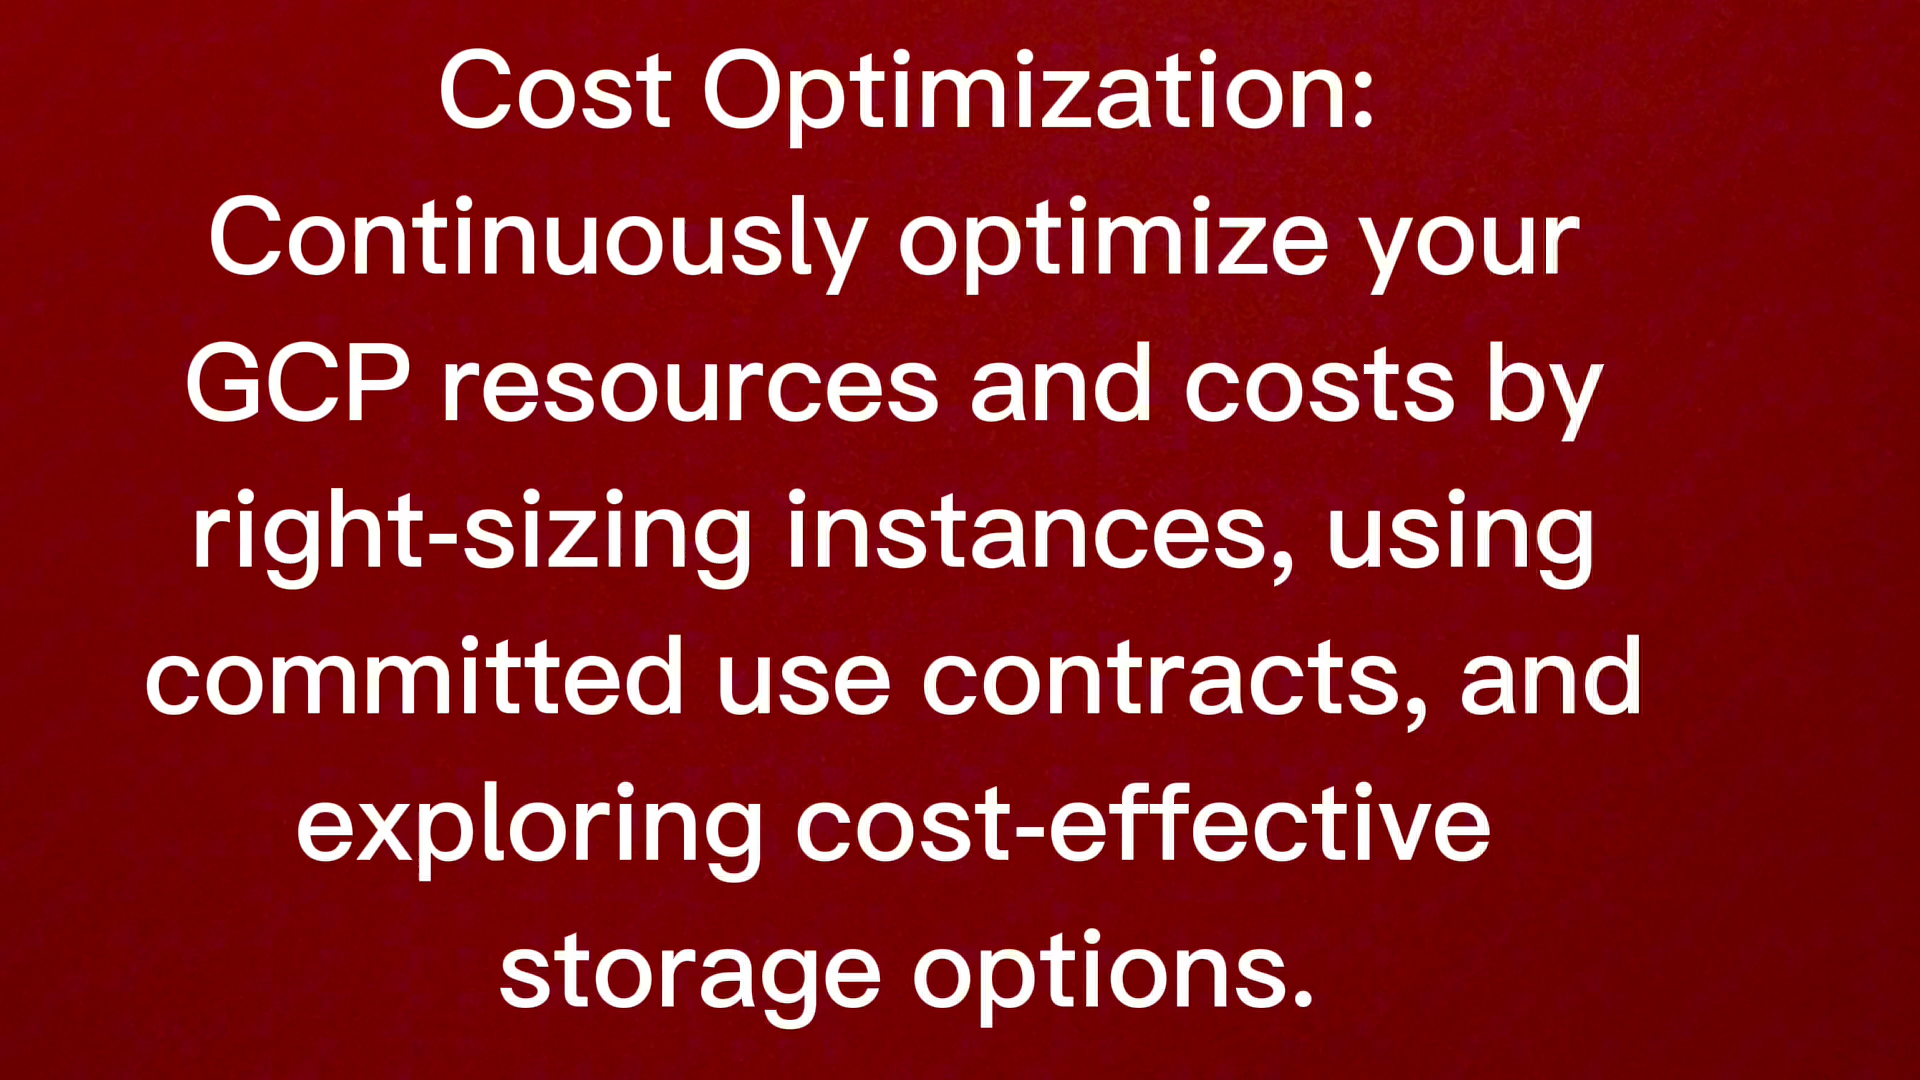 Cost Optimization:
Continuously optimize your
GCP resources and costs by
right-sizing instances, using
committed use contracts, and
exploring cost-effective
storage options.